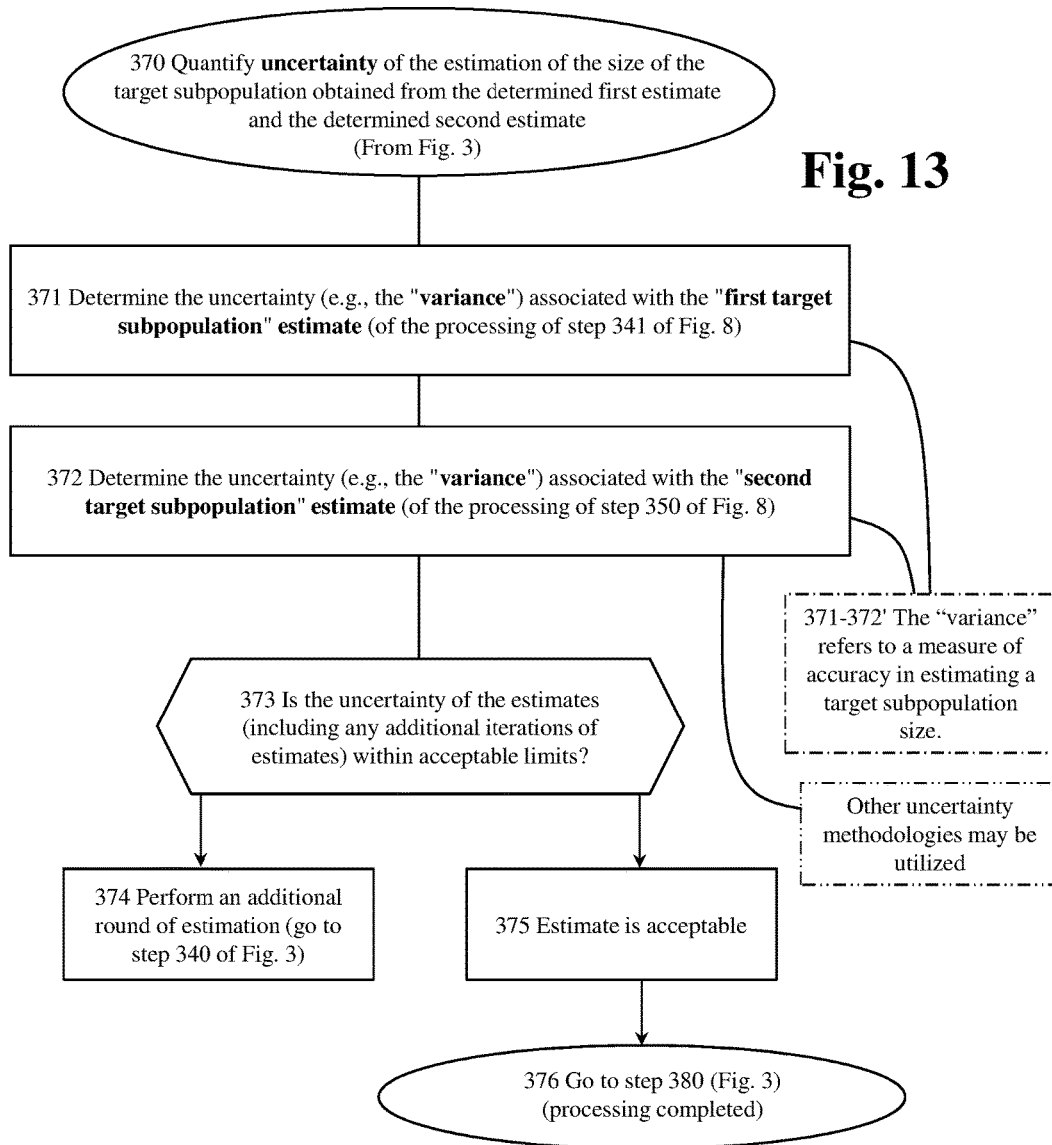 370 Quantify uncertainty of the estimation of the size of the
target subpopulation obtained from the determined first estimate
and the determined second estimate
(From Fig. 3)
Fig. 13
371 Determine the uncertainty (e.g., the "variance") associated with the "first target
subpopulation" estimate (of the processing of step 341 of Fig. 8)
372 Determine the uncertainty (e.g., the "variance") associated with the "second
target subpopulation" estimate (of the processing of step 350 of Fig. 8)
371-372' The “variance”
refers to a measure of
accuracy in estimating a
target subpopulation
size.
373 Is the uncertainty of the estimates
(including any additional iterations of
estimates) within acceptable limits?
Other uncertainty
methodologies may be
utilized
374 Perform an additional
round of estimation (go to
step 340 of Fig. 3)
375 Estimate is acceptable
376 Go to step 380 (Fig. 3)
(processing completed)